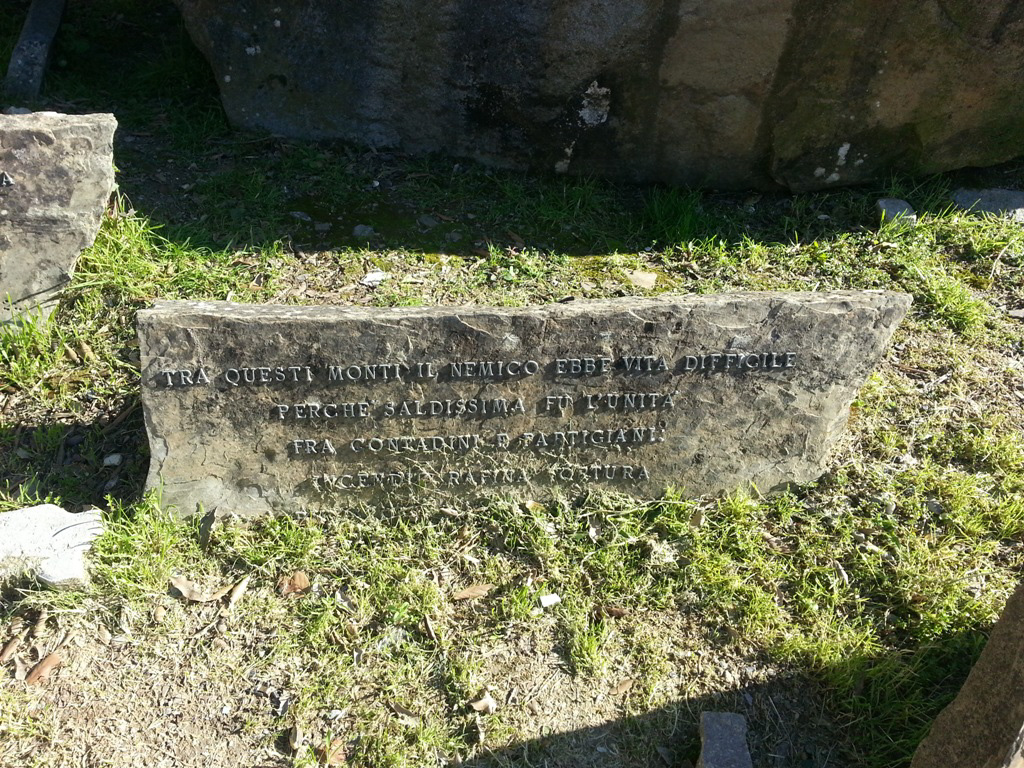 TRA QUESTI MONTI IL NEMICO EBBE VITA DIFFICILE
PERCHE' SALDISSIMA FU L'UNITA'
FRA CONTADINI E PARTIGIANI:
INCENDI RAPINA TORTURA